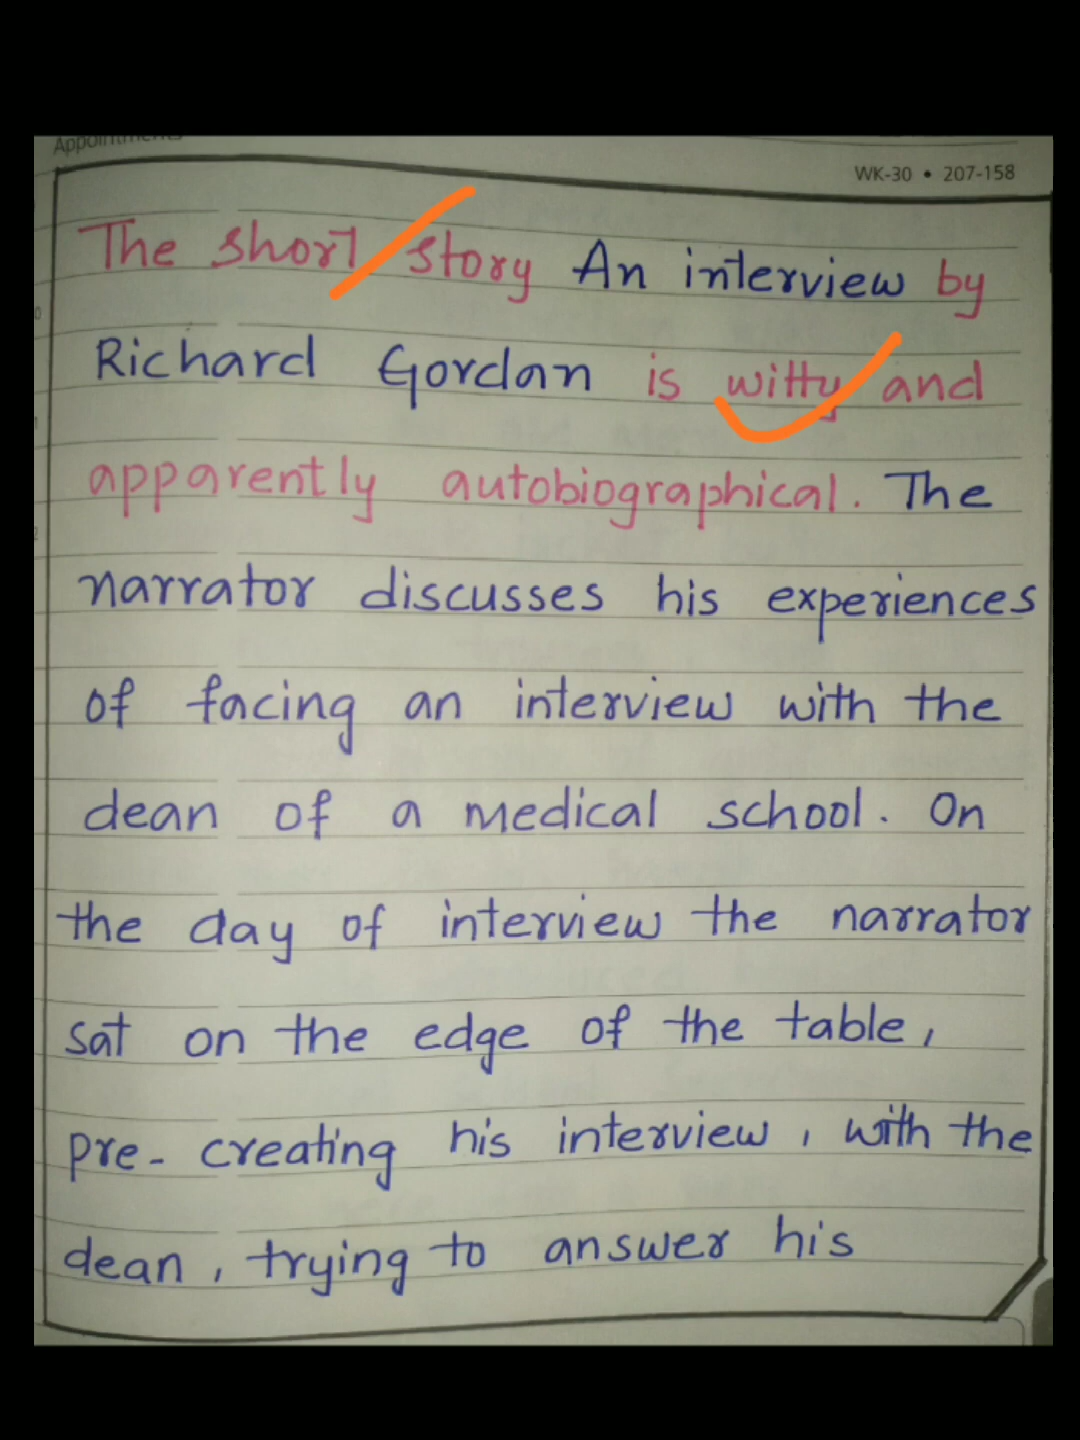 Appointments
WK-30 • 207-158
The short story An interview by
Richard Gordan is witty and
apparently autobiographical. The
narrator discusses his experiences
of facing an interview with the
dean of a medical school. On
the day of interview the narrator
sat on the edge of the table,
pre-creating his interview, with the
dean, trying to answer his